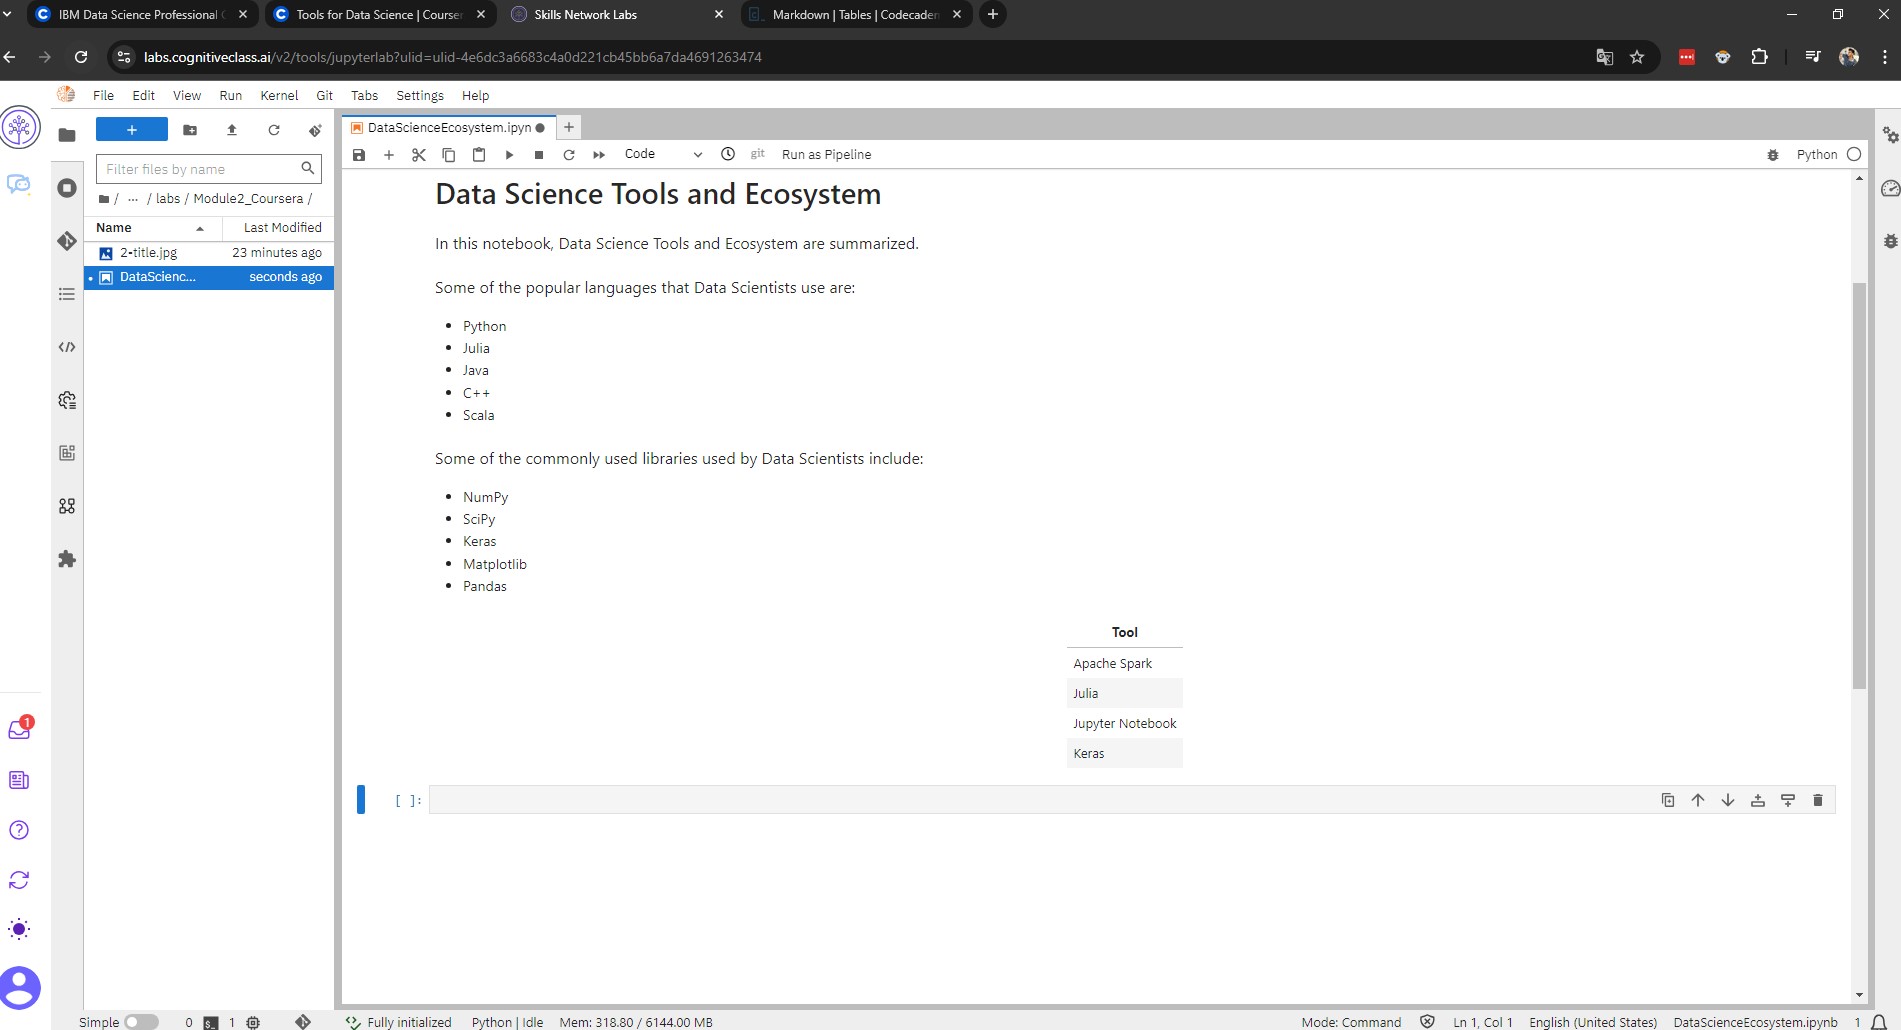 IBM Data Science Professional
Tools for Data Science | Courser
Skills Network Labs
Markdown | Tables | Codecaden
labs.cognitiveclass.ai/v2/tools/jupyterlab?ulid=ulid-4e6dc3a6683c4a0d221cb45bb6a7da4691263474
File Edit View Run Kernel Git Tabs Settings Help
DataScienceEcosystem.ipyn
Code
git
Run as Pipeline
Python
Filter files by name
/ ... / labs / Module2_Coursera /
Name Last Modified
2-title.jpg 23 minutes ago
DataScienc... seconds ago
Data Science Tools and Ecosystem
In this notebook, Data Science Tools and Ecosystem are summarized.
Some of the popular languages that Data Scientists use are:
• Python
• Julia
• Java
• C++
• Scala
Some of the commonly used libraries used by Data Scientists include:
• NumPy
• SciPy
• Keras
• Matplotlib
• Pandas
Tool
Apache Spark
Julia
Jupyter Notebook
Keras
[ ]:
1
Simple 0 1 Fully initialized Python | Idle Mem: 318.80 / 6144.00 MB Mode: Command Ln 1, Col 1 English (United States) DataScienceEcosystem.ipynb 1